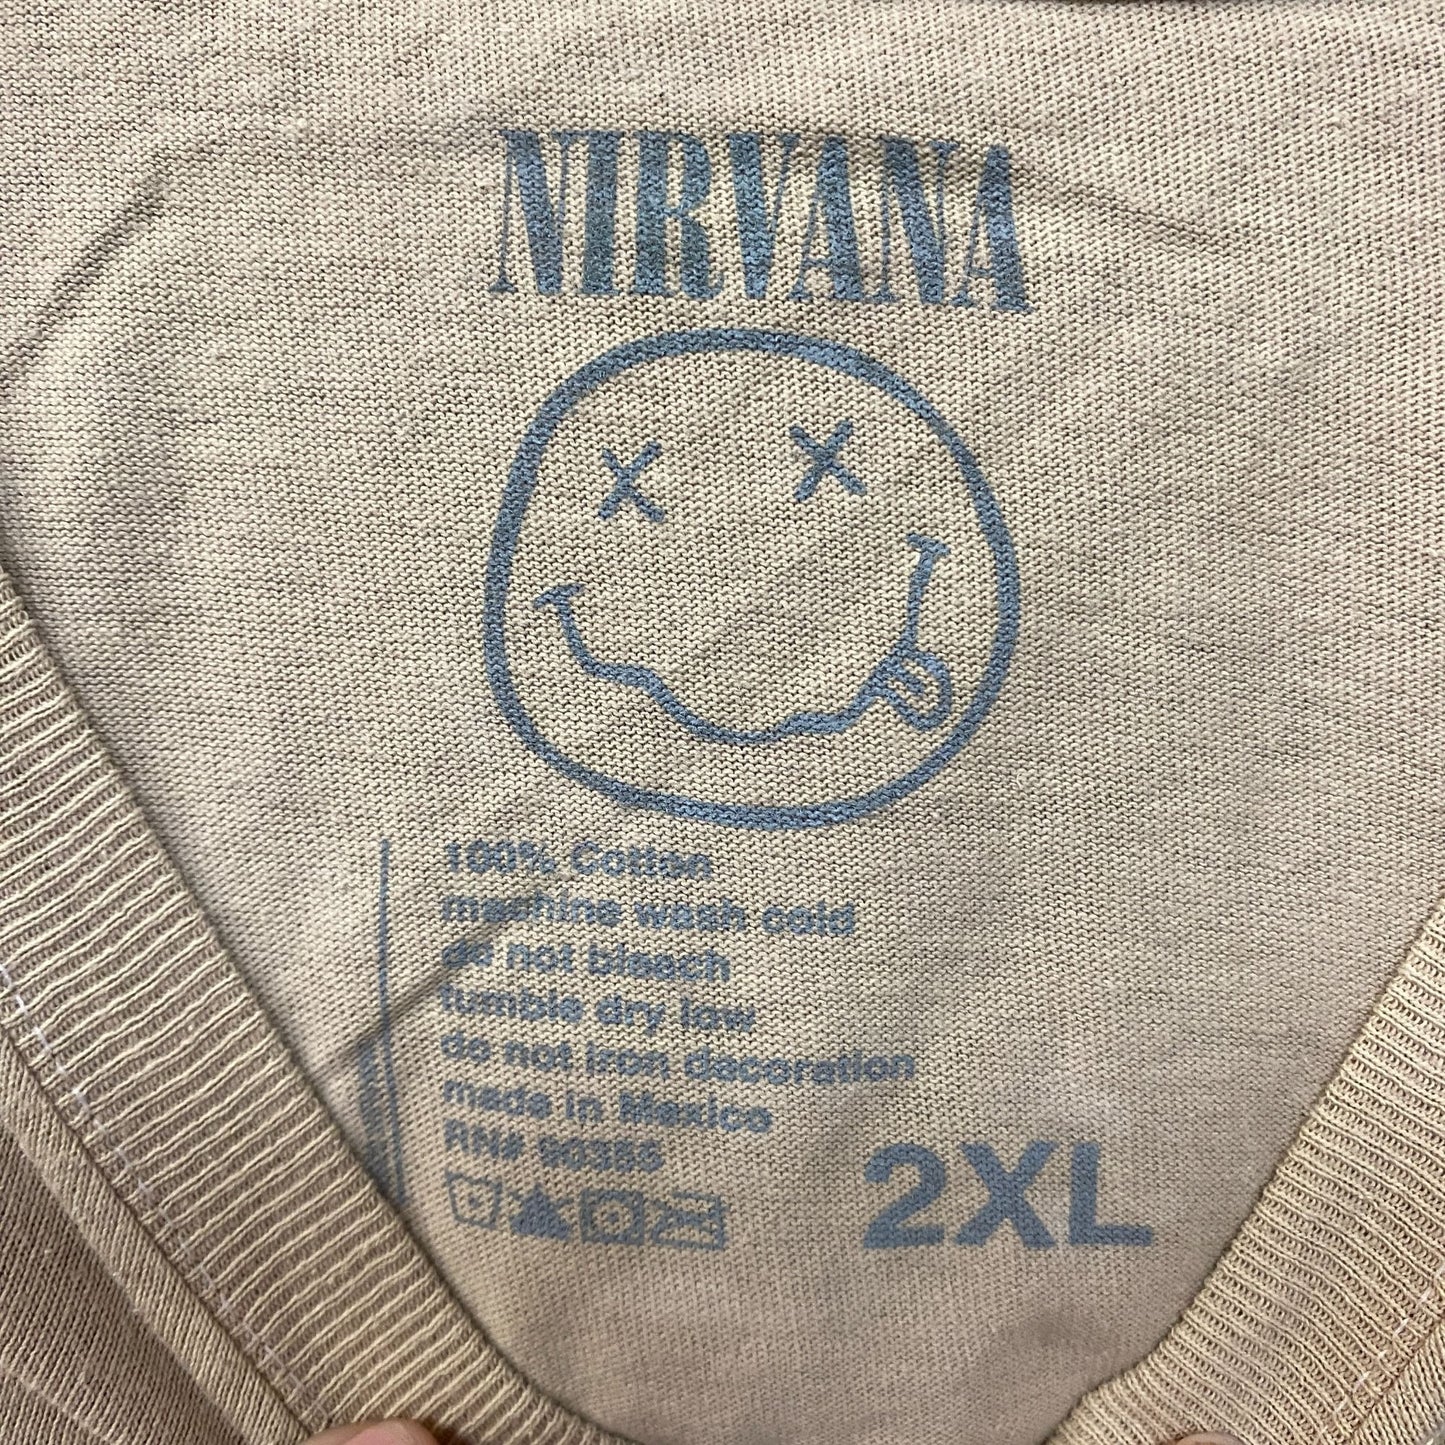 NIRVANA
100% Cotton
machine wash cold
do not bleach
tumble dry low
do not iron decoration
made in Mexico
RN# 90385
2XL